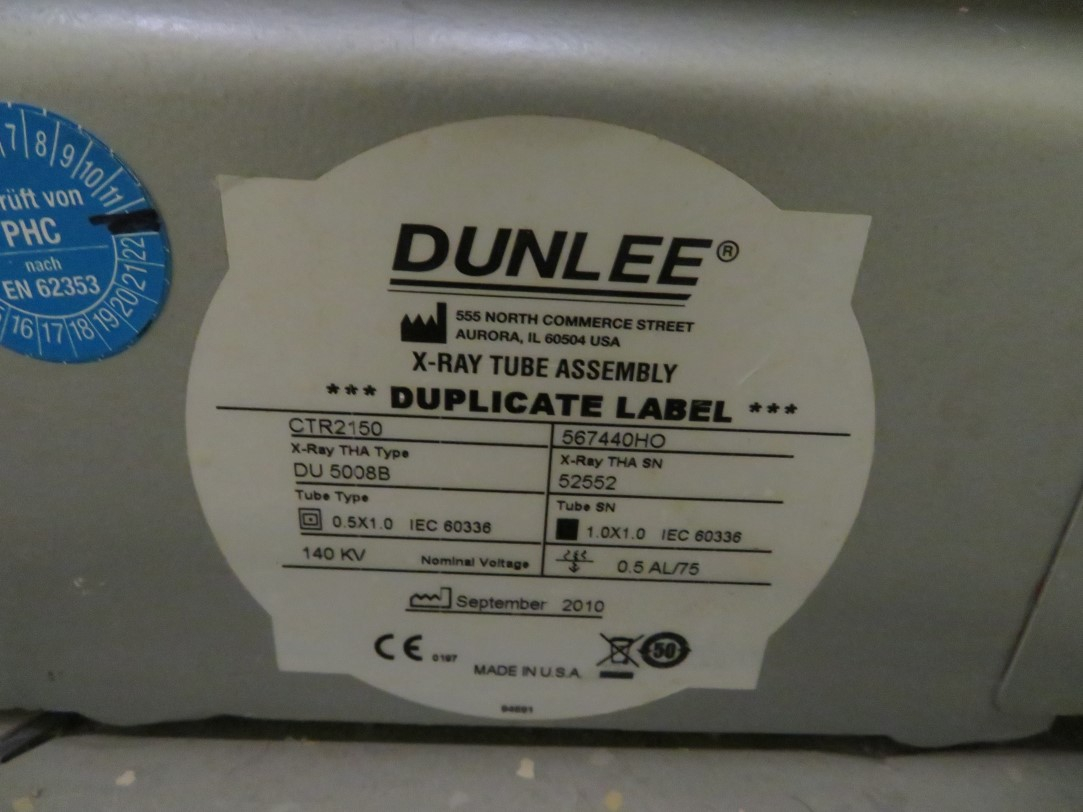 7 8 9 10 11
rüft von
PHC
nach
EN 62353
16 17 18 19 20 21 22
DUNLEE®
555 NORTH COMMERCE STREET
AURORA, IL 60504 USA
X-RAY TUBE ASSEMBLY
*** DUPLICATE LABEL ***
CTR2150 567440HO
X-Ray THA Type X-Ray THA SN
DU 5008B 52552
Tube Type Tube SN
0.5X1.0 IEC 60336 1.0X1.0 IEC 60336
140 KV Nominal Voltage 0.5 AL/75
September 2010
CE 0197 50
MADE IN U.S.A.